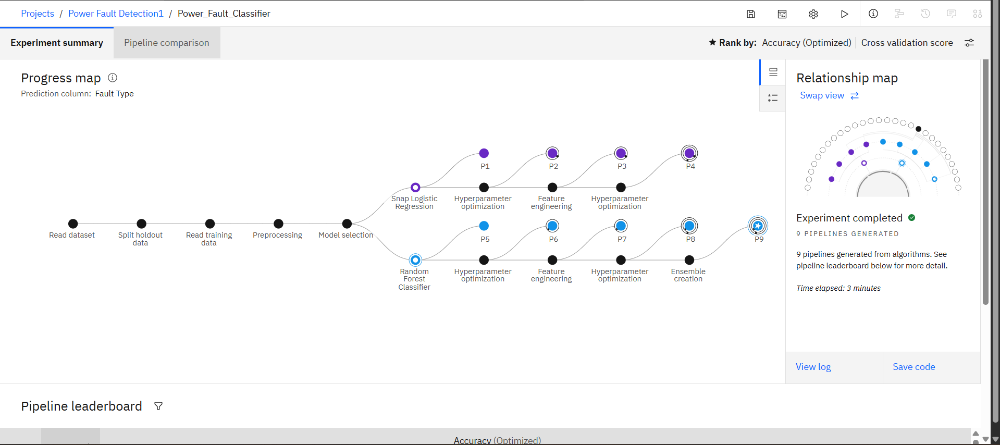 Projects / Power Fault Detection1 / Power_Fault_Classifier
Experiment summary
Pipeline comparison
Rank by: Accuracy (Optimized) | Cross validation score
Progress map
Prediction column: Fault Type
P1
P2
P3
P4
Snap Logistic
Regression
Hyperparameter
optimization
Feature
engineering
Hyperparameter
optimization
Read dataset
Split holdout
data
Read training
data
Preprocessing
Model selection
P5
P6
P7
P8
P9
Random
Forest
Classifier
Hyperparameter
optimization
Feature
engineering
Hyperparameter
optimization
Ensemble
creation
Relationship map
Swap view
Experiment completed
9 PIPELINES GENERATED
9 pipelines generated from algorithms. See
pipeline leaderboard below for more detail.
Time elapsed: 3 minutes
View log
Save code
Pipeline leaderboard
Accuracy (Optimized)